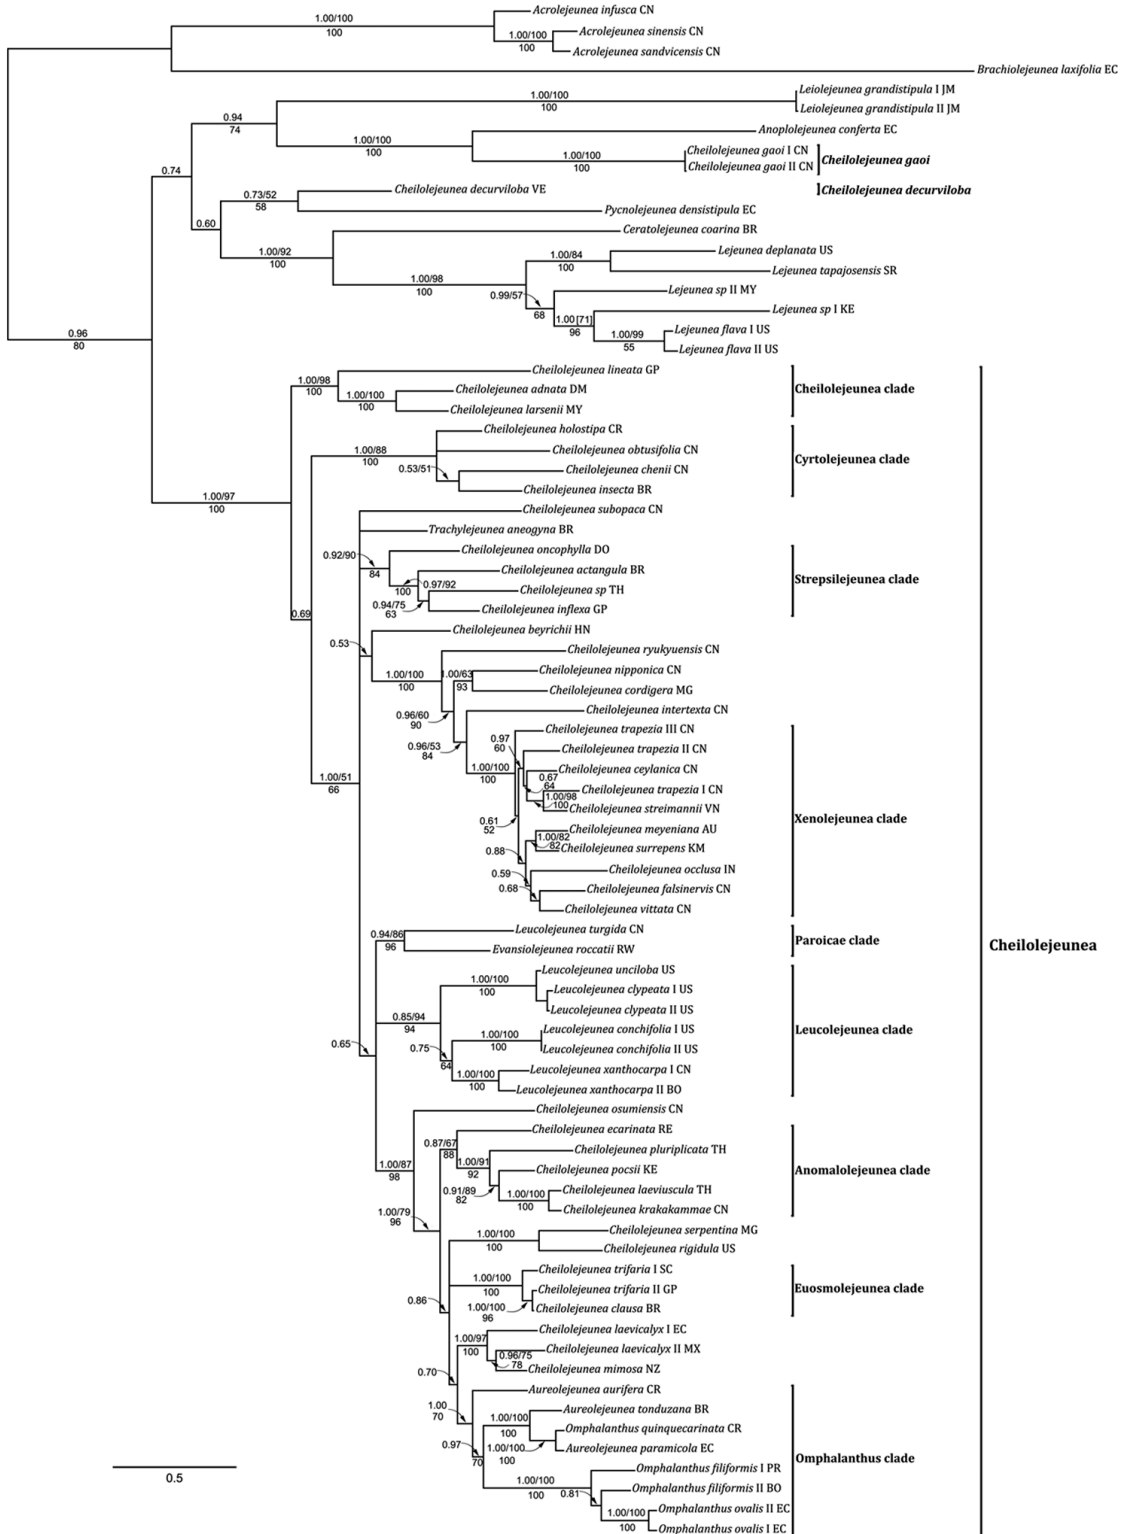 Acrolejeunea infusca CN
1.00/100
100
Acrolejeunea sinensis CN
1.00/100
100
Acrolejeunea sandvicensis CN
Brachiolejeunea laxifolia EC
Leiolejeunea grandistipula I JM
1.00/100
100
Leiolejeunea grandistipula II JM
0.94
74
Anoplolejeunea conferta EC
1.00/100
100
Cheilolejeunea gaoi I CN
1.00/100
100
Cheilolejeunea gaoi II CN
Cheilolejeunea gaoi
0.74
Cheilolejeunea decurviloba VE
Cheilolejeunea decurviloba
0.73/52
58
Pycnolejeunea densistipula EC
0.60
Ceratolejeunea coarina BR
1.00/92
100
Lejeunea deplanata US
1.00/84
100
Lejeunea tapajosensis SR
1.00/98
100
Lejeunea sp II MY
0.99/57
68
Lejeunea sp I KE
1.00 [71]
96
Lejeunea flava I US
1.00/99
55
Lejeunea flava II US
0.96
80
Cheilolejeunea lineata GP
1.00/98
100
Cheilolejeunea adnata DM
1.00/100
100
Cheilolejeunea larsenii MY
Cheilolejeunea clade
Cheilolejeunea holostipa CR
1.00/88
100
Cheilolejeunea obtusifolia CN
0.53/51
Cheilolejeunea chenii CN
Cheilolejeunea insecta BR
Cyrtolejeunea clade
1.00/97
100
Cheilolejeunea subopaca CN
Trachylejeunea aneogyna BR
0.92/90
84
Cheilolejeunea oncophylla DO
Cheilolejeunea actangula BR
0.97/92
100
Cheilolejeunea sp TH
0.94/75
63
Cheilolejeunea inflexa GP
Strepsilejeunea clade
0.69
0.53
Cheilolejeunea beyrichii HN
Cheilolejeunea ryukyuensis CN
1.00/100
100
1.00/63
93
Cheilolejeunea nipponica CN
Cheilolejeunea cordigera MG
0.96/60
90
Cheilolejeunea intertexta CN
0.96/53
84
Cheilolejeunea trapezia III CN
0.97
60
Cheilolejeunea trapezia II CN
1.00/100
100
Cheilolejeunea ceylanica CN
0.67
64
Cheilolejeunea trapezia I CN
1.00/98
100
Cheilolejeunea streimannii VN
0.61
52
Cheilolejeunea meyeniana AU
1.00/82
82
Cheilolejeunea surrepens KM
0.88
Cheilolejeunea occlusa IN
0.59
0.68
Cheilolejeunea falsinervis CN
Cheilolejeunea vittata CN
Xenolejeunea clade
1.00/51
66
Leucolejeunea turgida CN
0.94/86
96
Evansiolejeunea roccatii RW
Paroicae clade
Cheilolejeunea
Leucolejeunea unciloba US
1.00/100
100
Leucolejeunea clypeata I US
Leucolejeunea clypeata II US
0.85/94
94
Leucolejeunea conchifolia I US
1.00/100
100
Leucolejeunea conchifolia II US
0.75
64
Leucolejeunea xanthocarpa I CN
1.00/100
100
Leucolejeunea xanthocarpa II BO
Leucolejeunea clade
0.65
Cheilolejeunea osumiensis CN
Cheilolejeunea ecarinata RE
0.87/67
88
Cheilolejeunea pluriplicata TH
1.00/91
92
Cheilolejeunea pocsii KE
0.91/89
82
Cheilolejeunea laeviuscula TH
1.00/100
100
Cheilolejeunea krakakammae CN
Anomalolejeunea clade
1.00/87
98
1.00/79
96
Cheilolejeunea serpentina MG
1.00/100
100
Cheilolejeunea rigidula US
Cheilolejeunea trifaria I SC
1.00/100
100
Cheilolejeunea trifaria II GP
1.00/100
96
Cheilolejeunea clausa BR
Euosmolejeunea clade
0.86
Cheilolejeunea laevicalyx I EC
1.00/97
100
Cheilolejeunea laevicalyx II MX
0.96/75
78
Cheilolejeunea mimosa NZ
0.70
Aureolejeunea aurifera CR
1.00
70
Aureolejeunea tonduzana BR
1.00/100
100
Omphalanthus quinquecarinata CR
1.00/100
100
Aureolejeunea paramicola EC
0.97
70
Omphalanthus filiformis I PR
1.00/100
100
0.81
Omphalanthus filiformis II BO
Omphalanthus ovalis II EC
1.00/100
100
Omphalanthus ovalis I EC
Omphalanthus clade
0.5